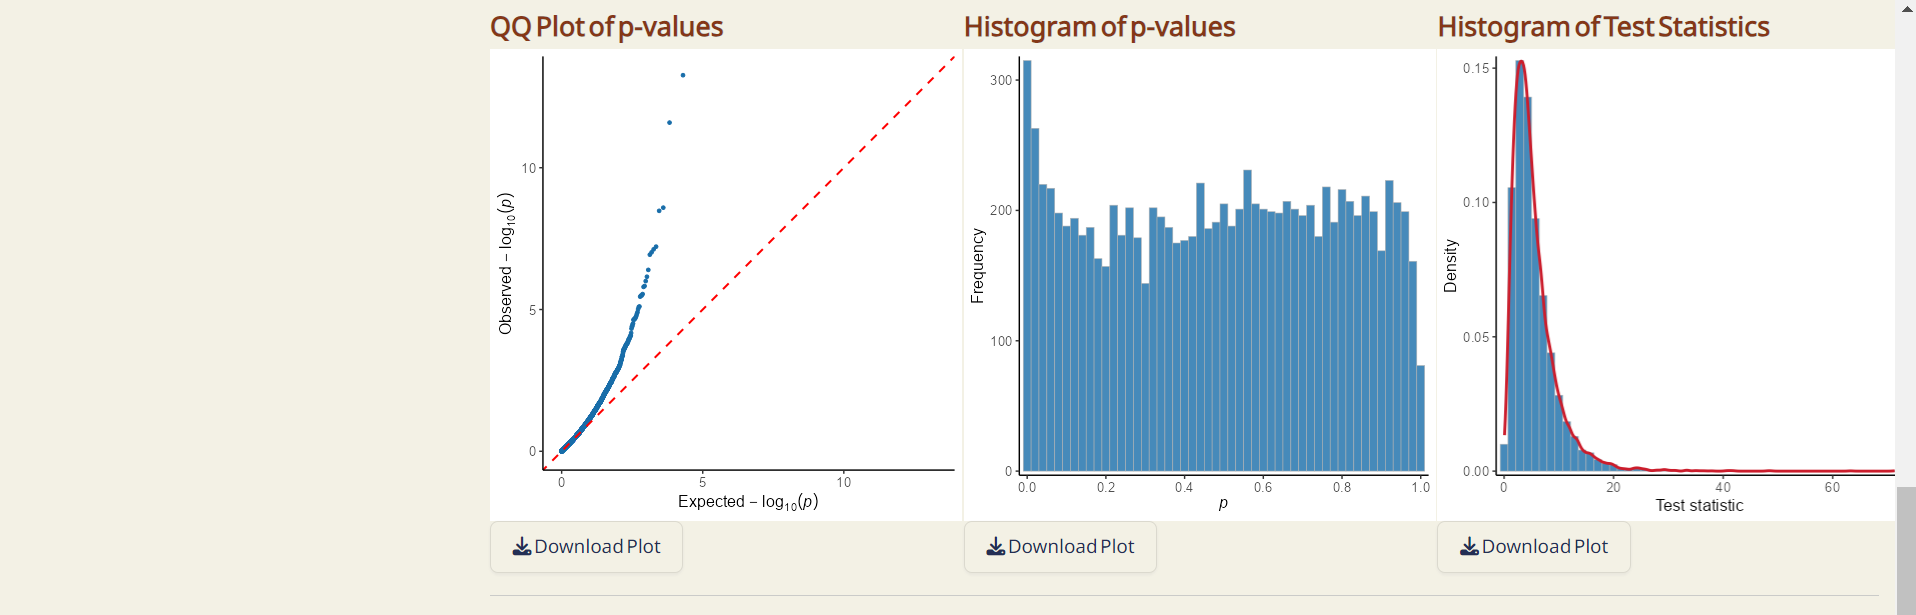 QQ Plot of p-values
10
5
0
Observed − log10(p)
0 5 10
Expected − log10(p)
Download Plot
Histogram of p-values
300
200
100
0
Frequency
0.0 0.2 0.4 0.6 0.8 1.0
p
Download Plot
Histogram of Test Statistics
0.15
0.10
0.05
0.00
Density
0 20 40 60
Test statistic
Download Plot